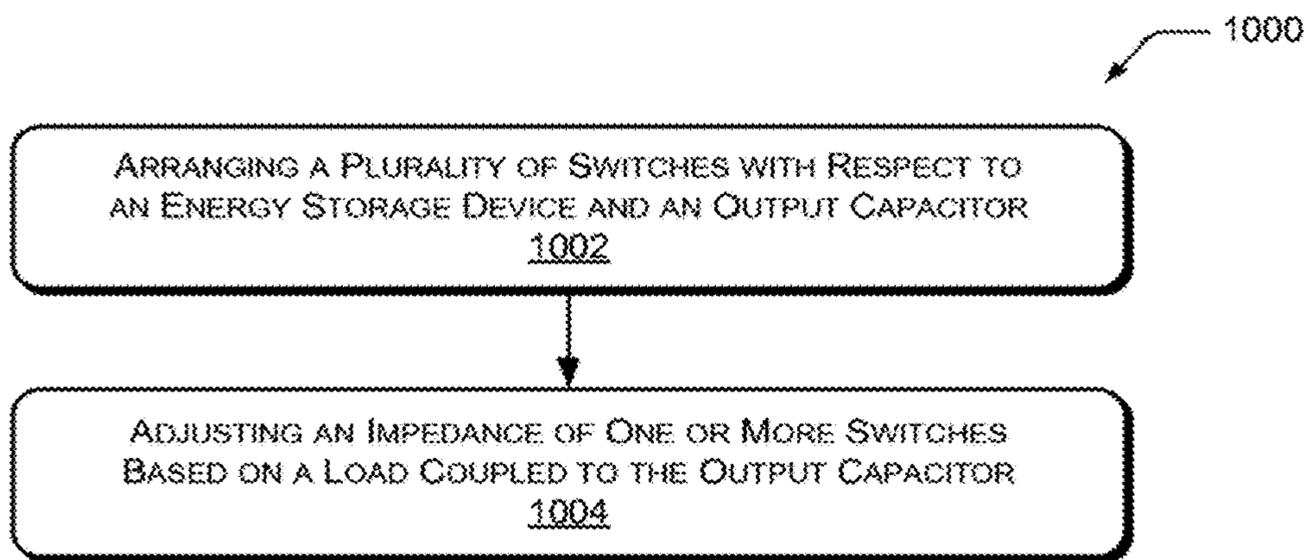 1000
ARRANGING A PLURALITY OF SWITCHES WITH RESPECT TO
AN ENERGY STORAGE DEVICE AND AN OUTPUT CAPACITOR
1002
ADJUSTING AN IMPEDANCE OF ONE OR MORE SWITCHES
BASED ON A LOAD COUPLED TO THE OUTPUT CAPACITOR
1004